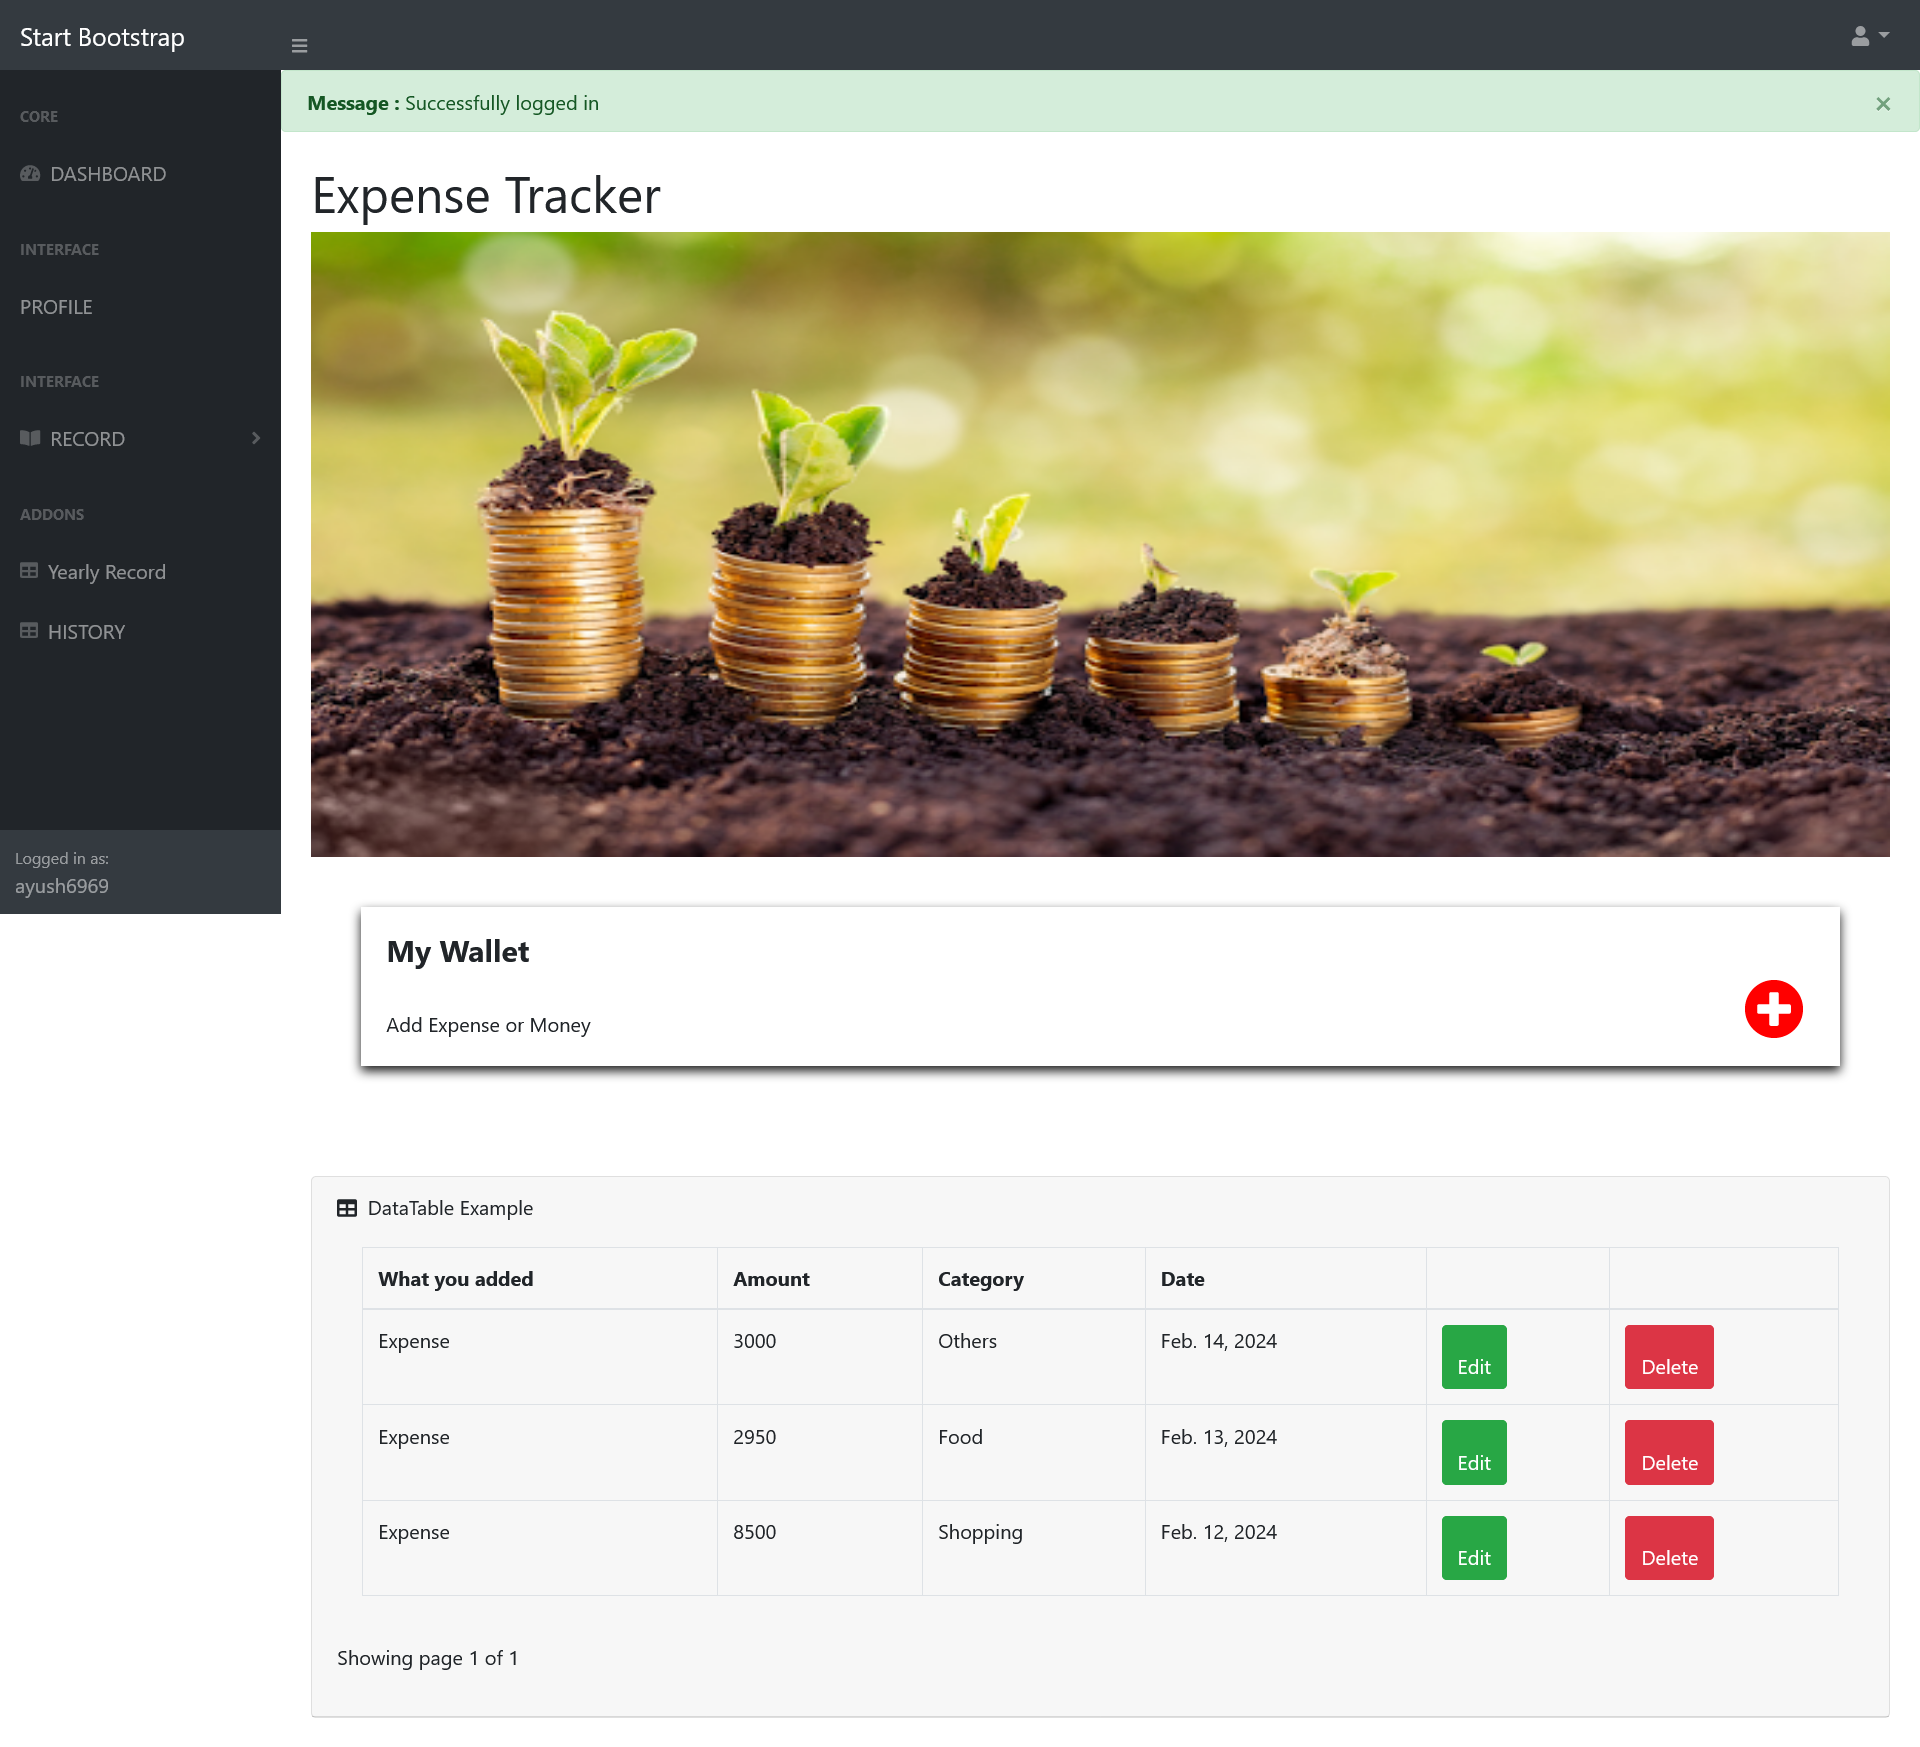 Start Bootstrap
CORE
DASHBOARD
INTERFACE
PROFILE
INTERFACE
RECORD
ADDONS
Yearly Record
HISTORY
Logged in as:
ayush6969
Message : Successfully logged in ×
Expense Tracker
My Wallet
Add Expense or Money
DataTable Example
What you added Amount Category Date
Expense 3000 Others Feb. 14, 2024 Edit Delete
Expense 2950 Food Feb. 13, 2024 Edit Delete
Expense 8500 Shopping Feb. 12, 2024 Edit Delete
Showing page 1 of 1